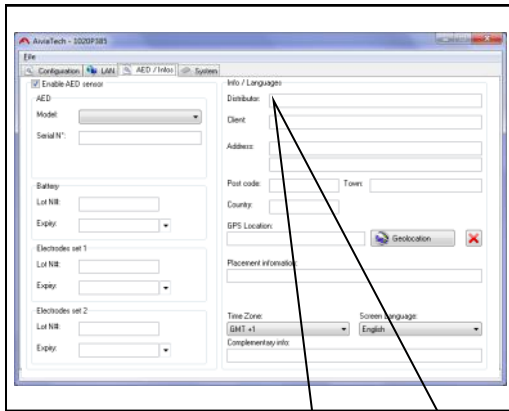 AiviaTech - 1020PS85
File
Configuration LAN AED / Infos System
Enable AED sensor
AED
Model:
Serial N°:
Battery
Lot N#:
Expiry:
Electrodes set 1
Lot N#:
Expiry:
Electrodes set 2
Lot N#:
Expiry:
Info / Languages
Distributor:
Client:
Address:
Post code: Town:
Country:
GPS Location:
Geolocation
Placement information:
Time Zone: Screen Language:
GMT +1 English
Complementary info: